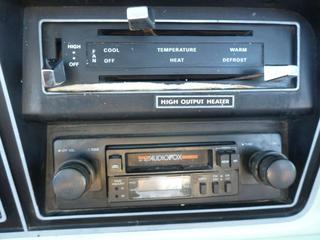 HIGH
OFF
FAN
COOL TEMPERATURE WARM
OFF HEAT DEFROST
HIGH OUTPUT HEATER
AUDIOVOX